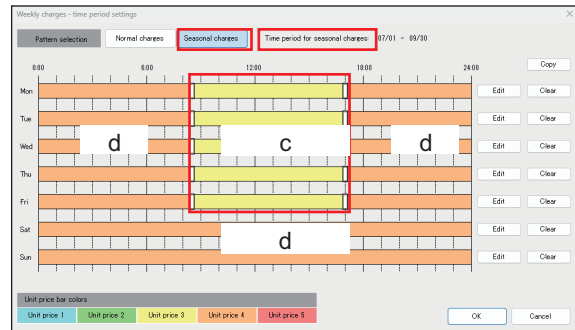 Weekly charges - time period settings
Pattern selection Normal charges Seasonal charges Time period for seasonal charges: 07/01 - 09/30
0:00 6:00 12:00 18:00 24:00 Copy
Mon Edit Clear
Tue Edit Clear
Wed d c d Edit Clear
Thu Edit Clear
Fri Edit Clear
Sat Edit Clear
d
Sun Edit Clear
Unit price bar colors
Unit price 1 Unit price 2 Unit price 3 Unit price 4 Unit price 5 OK Cancel